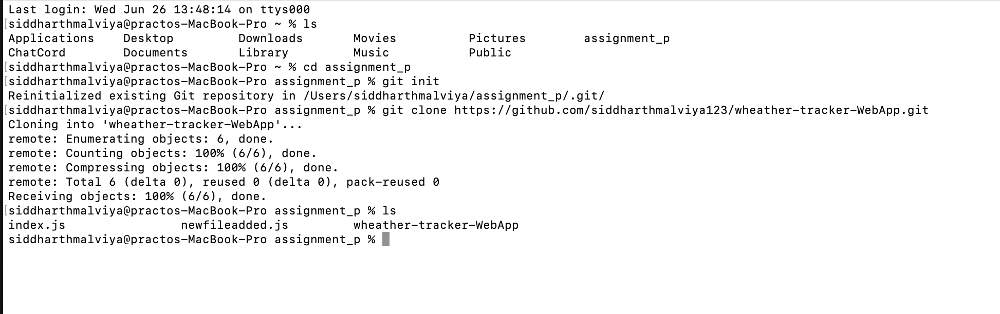 Last login: Wed Jun 26 13:48:14 on ttys000
[siddharthmalviya@practos-MacBook-Pro ~ % ls
Applications    Desktop         Downloads       Movies          Pictures        assignment_p
ChatCord        Documents       Library         Music           Public
[siddharthmalviya@practos-MacBook-Pro ~ % cd assignment_p
[siddharthmalviya@practos-MacBook-Pro assignment_p % git init
Reinitialized existing Git repository in /Users/siddharthmalviya/assignment_p/.git/
[siddharthmalviya@practos-MacBook-Pro assignment_p % git clone https://github.com/siddharthmalviya123/wheather-tracker-WebApp.git
Cloning into 'wheather-tracker-WebApp'...
remote: Enumerating objects: 6, done.
remote: Counting objects: 100% (6/6), done.
remote: Compressing objects: 100% (6/6), done.
remote: Total 6 (delta 0), reused 0 (delta 0), pack-reused 0
Receiving objects: 100% (6/6), done.
[siddharthmalviya@practos-MacBook-Pro assignment_p % ls
index.js                newfileadded.js         wheather-tracker-WebApp
siddharthmalviya@practos-MacBook-Pro assignment_p %